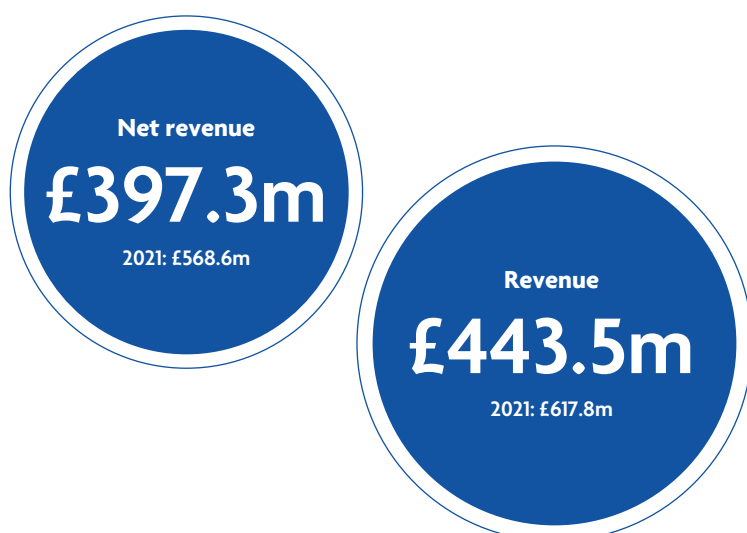 Net revenue
£397.3m
2021: £568.6m
Revenue
£443.5m
2021: £617.8m